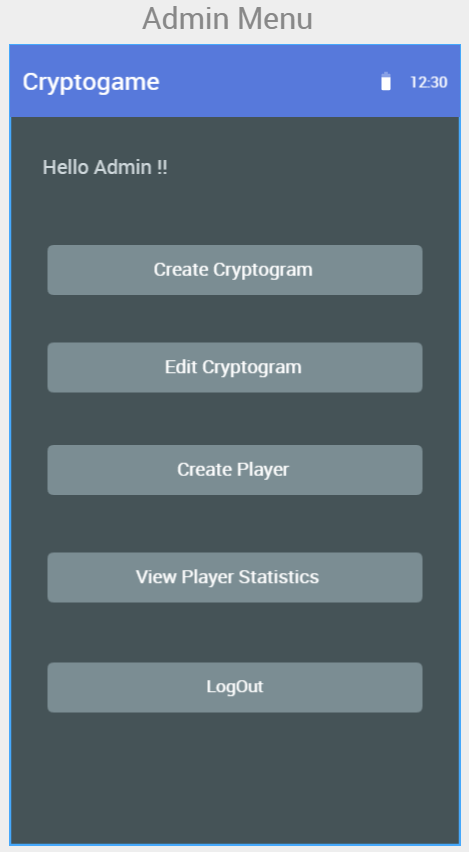 Admin Menu
Cryptogame 12:30
Hello Admin !!
Create Cryptogram
Edit Cryptogram
Create Player
View Player Statistics
LogOut